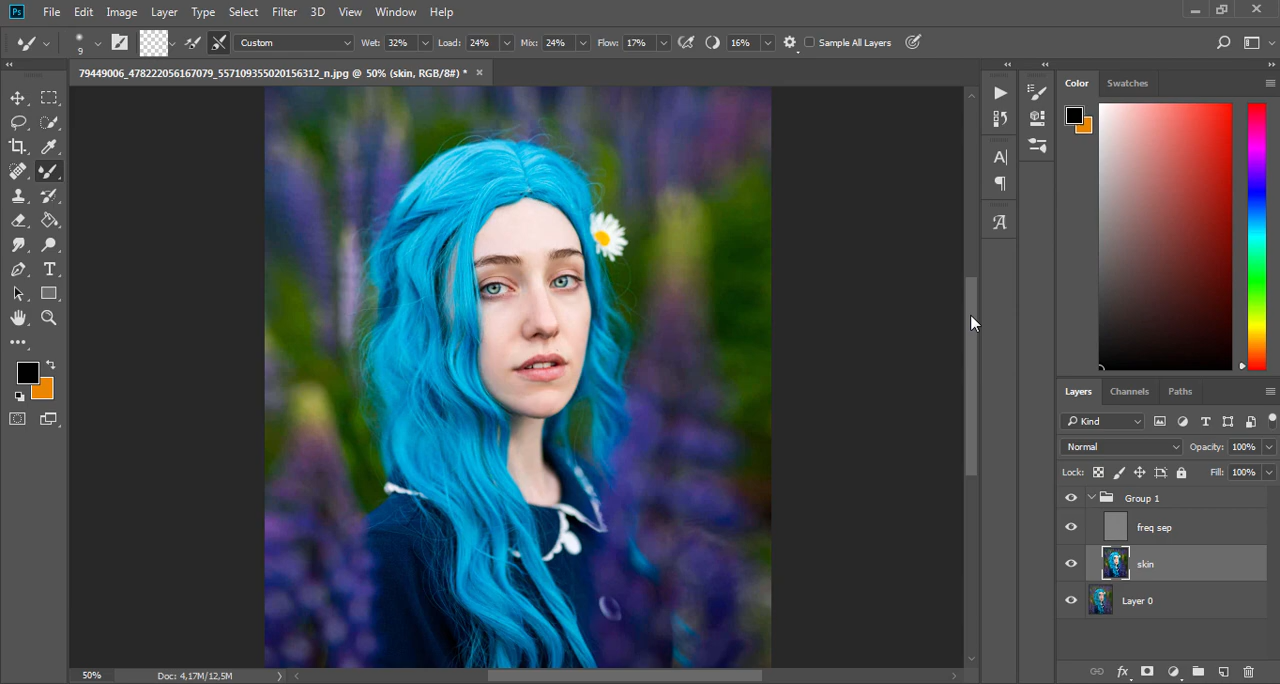 Ps File Edit Image Layer Type Select Filter 3D View Window Help
9 Custom Wet: 32% Load: 24% Mix: 24% Flow: 17% 16% Sample All Layers
79449006_478222056167079_557109355020156312_n.jpg @ 50% (skin, RGB/8#) *
Color Swatches
Layers Channels Paths
Kind
Normal Opacity: 100%
Lock: Fill: 100%
Group 1
freq sep
skin
Layer 0
50% Doc: 4,17M/12,5M